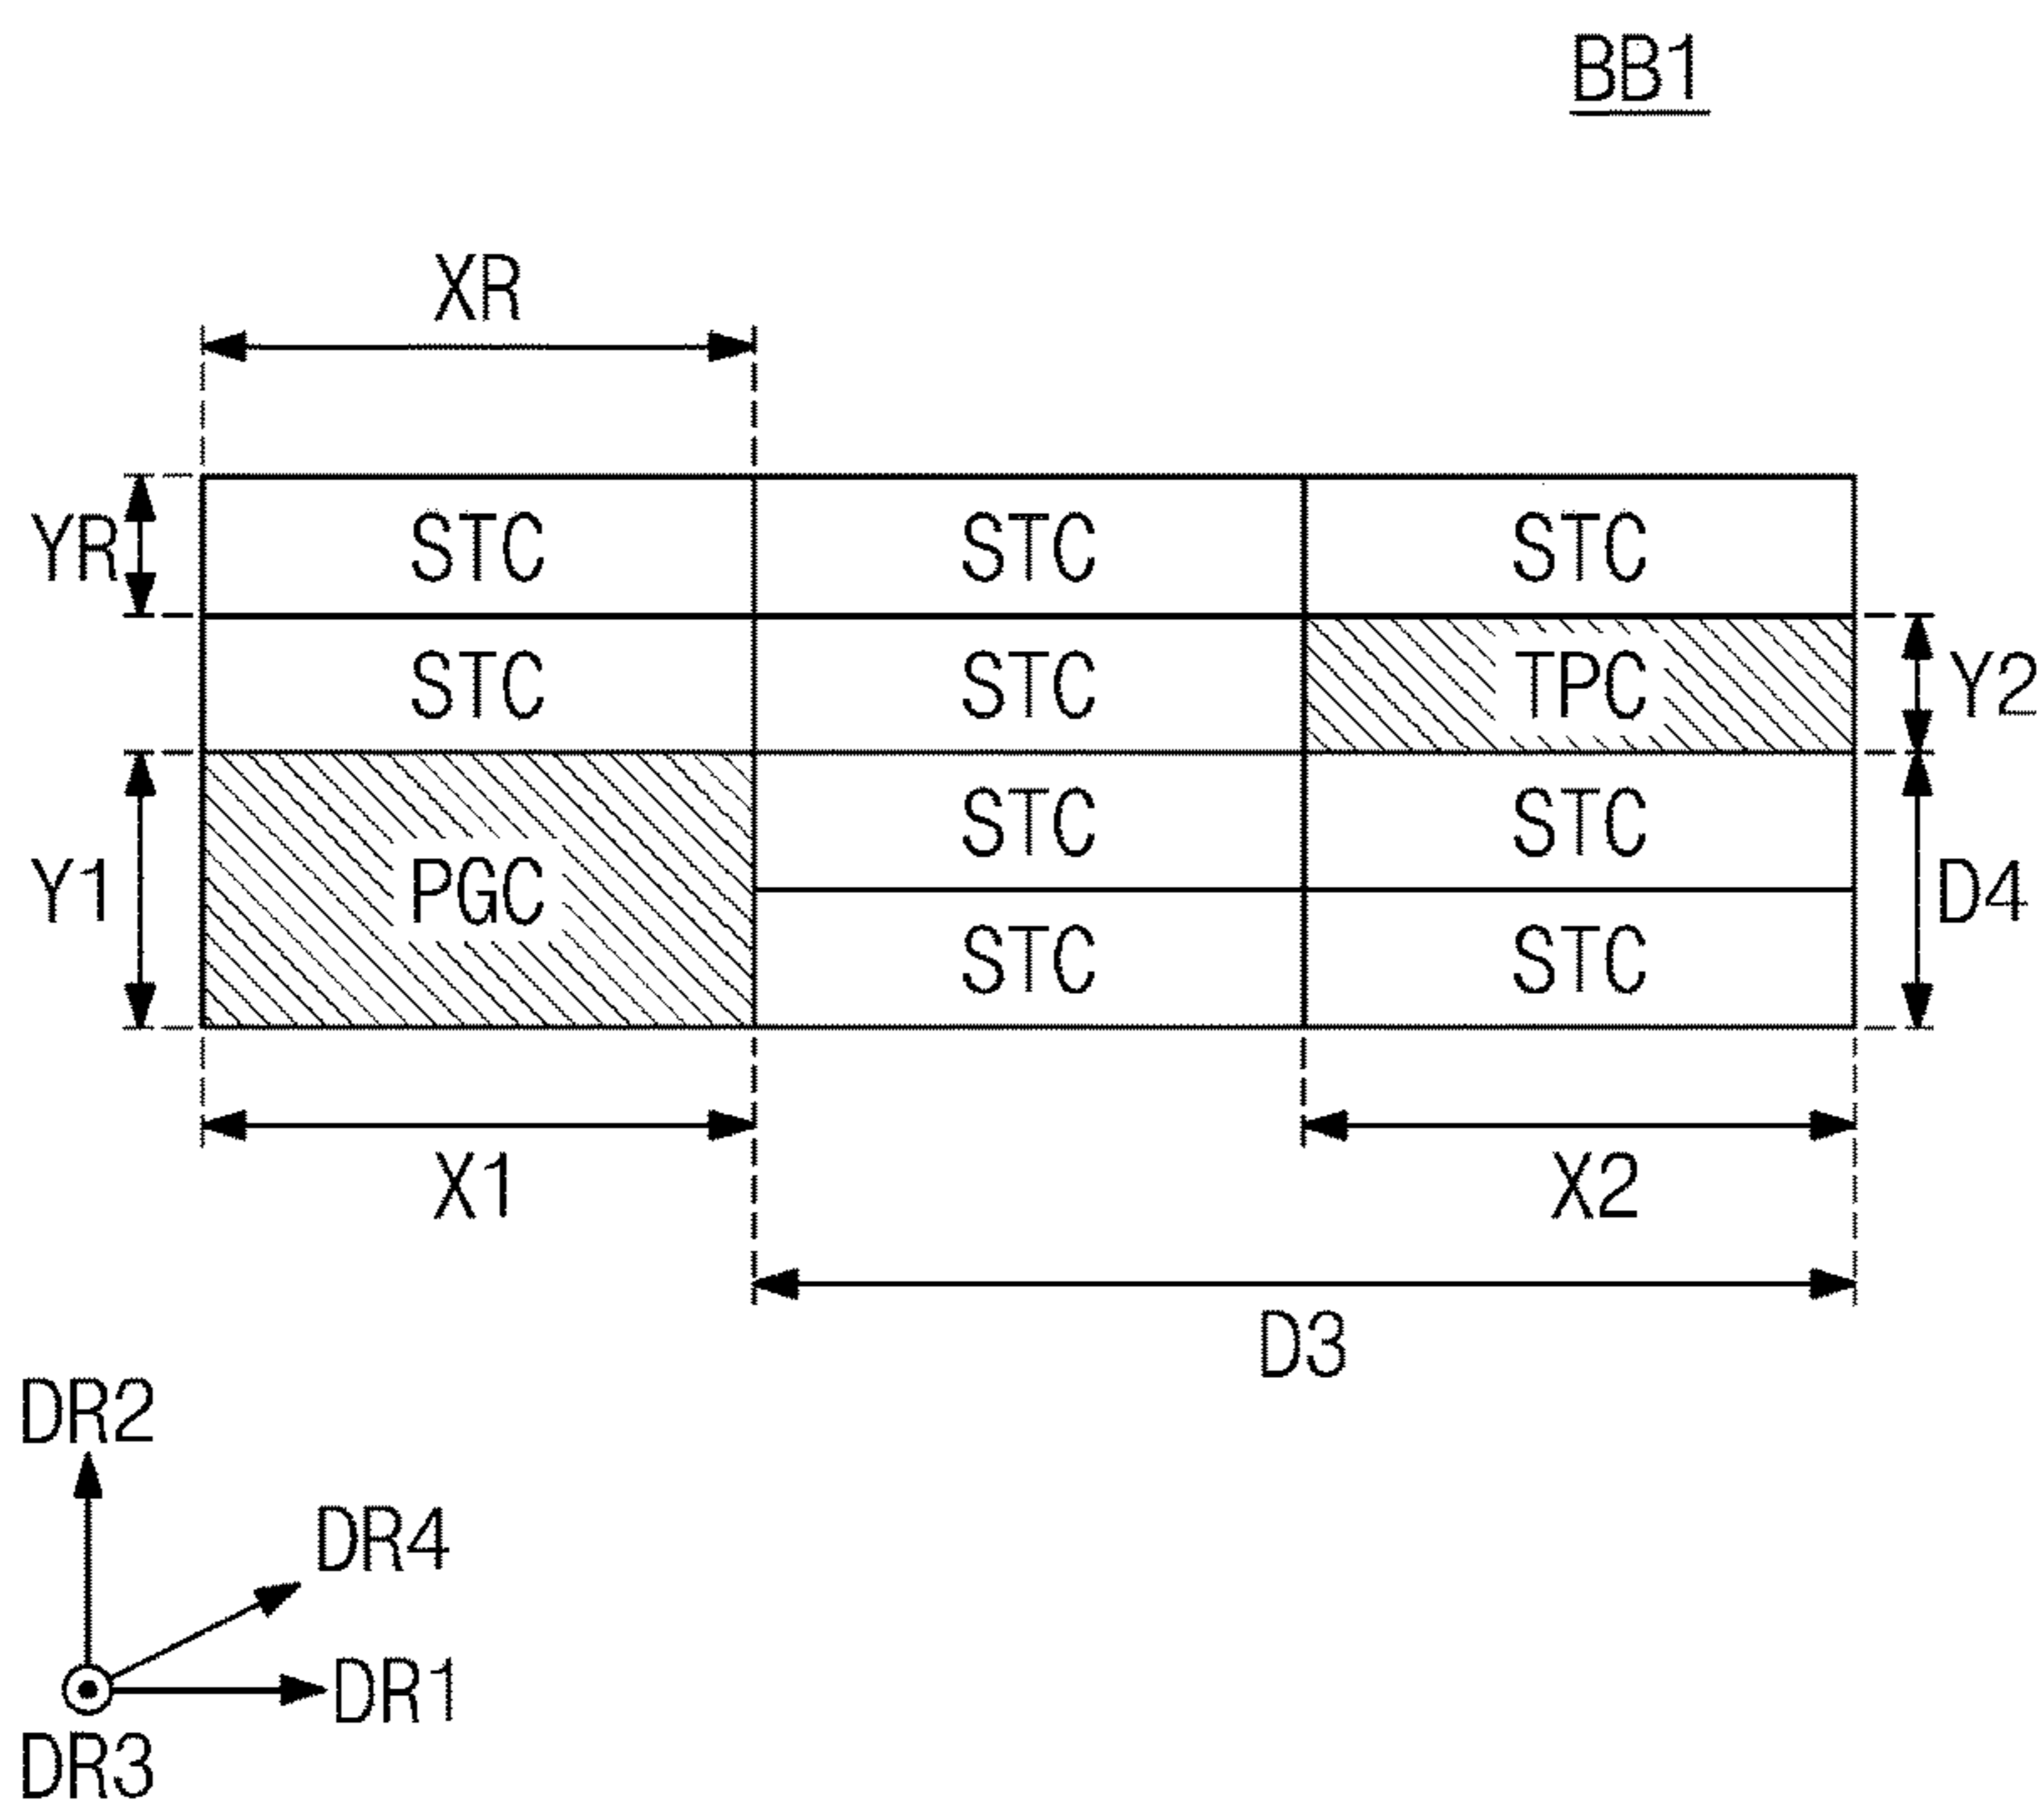 BB1
XR
YR STC STC STC
STC STC TPC Y2
STC STC
Y1 PGC D4
STC STC
X1 X2
D3
DR2
DR4
DR1
DR3